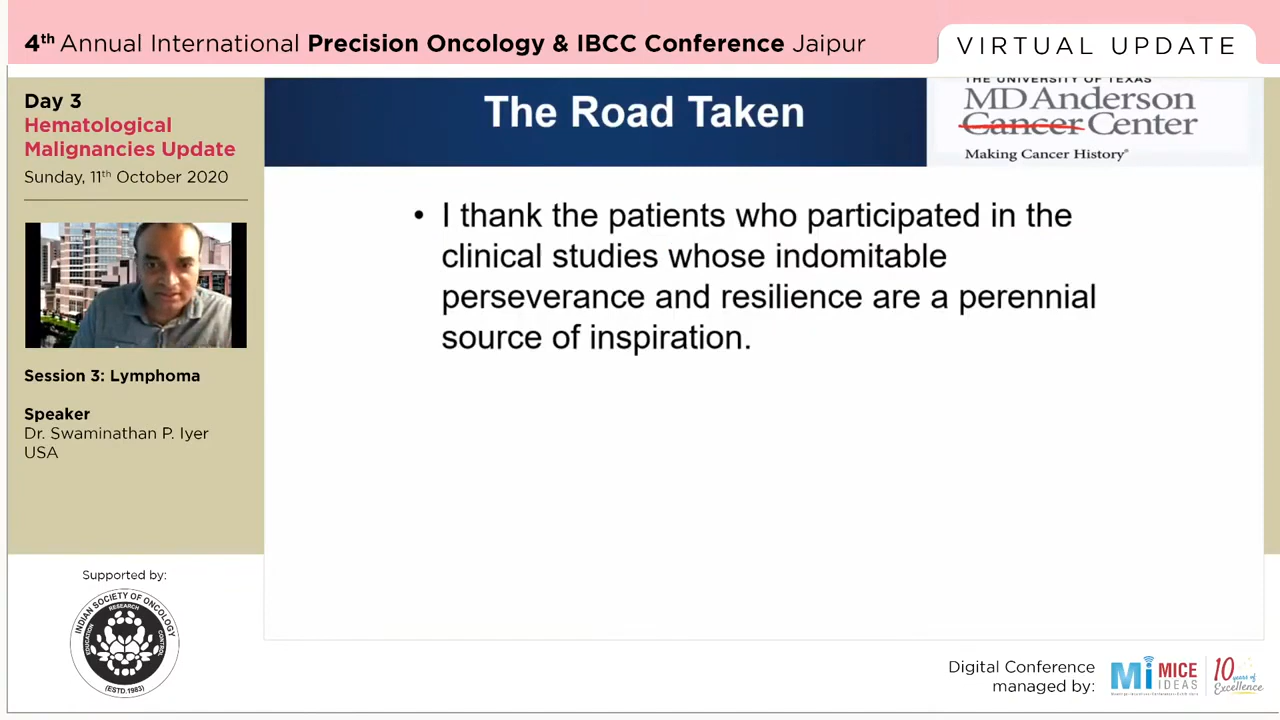 4th Annual International Precision Oncology & IBCC Conference Jaipur
VIRTUAL UPDATE
Day 3
Hematological
Malignancies Update
Sunday, 11th October 2020
Session 3: Lymphoma
Speaker
Dr. Swaminathan P. Iyer
USA
Supported by:
INDIAN SOCIETY OF ONCOLOGY
EDUCATION
RESEARCH
CONTROL
(ESTD.1983)
The Road Taken
THE UNIVERSITY OF TEXAS
MD Anderson
Cancer Center
Making Cancer History®
• I thank the patients who participated in the
clinical studies whose indomitable
perseverance and resilience are a perennial
source of inspiration.
Digital Conference
managed by:
Mi MICE
IDEAS
10 years of
Excellence